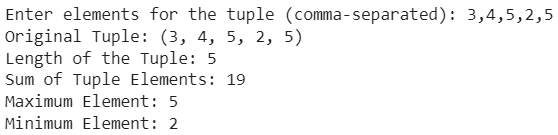 Enter elements for the tuple (comma-separated): 3,4,5,2,5
Original Tuple: (3, 4, 5, 2, 5)
Length of the Tuple: 5
Sum of Tuple Elements: 19
Maximum Element: 5
Minimum Element: 2